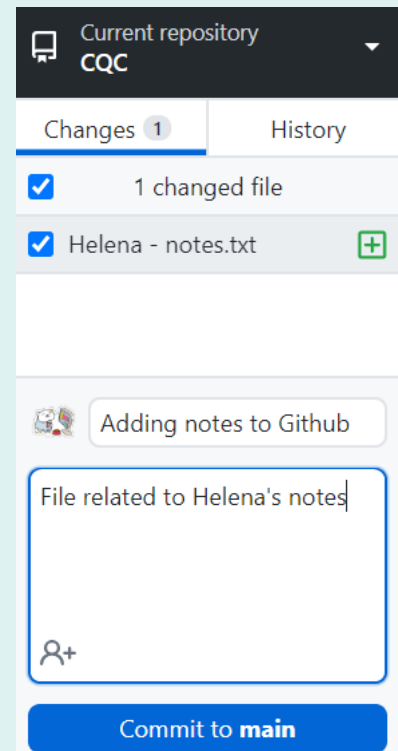 Current repository
CQC
Changes 1 History
1 changed file
Helena - notes.txt
Adding notes to Github
File related to Helena's notes
Commit to main